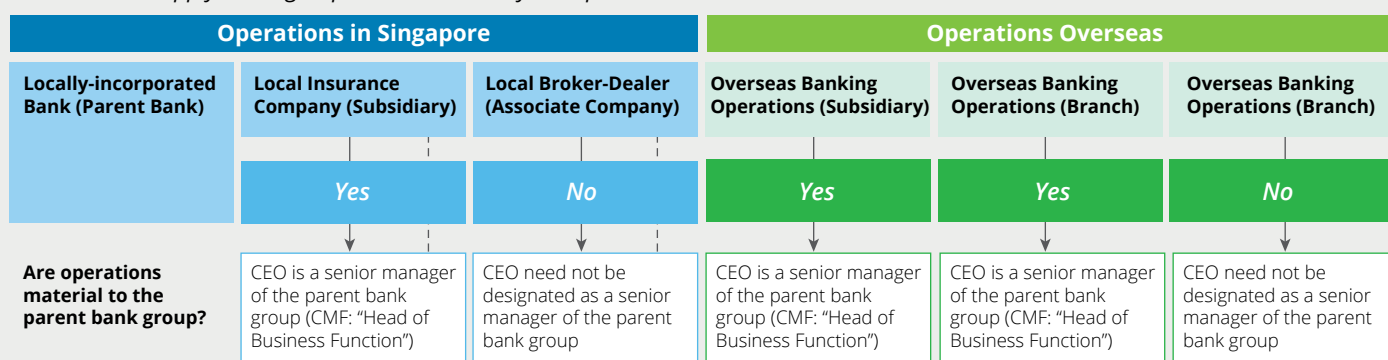 Operations in Singapore
Operations Overseas
Locally-incorporated
Bank (Parent Bank)
Local Insurance
Company (Subsidiary)
Local Broker-Dealer
(Associate Company)
Overseas Banking
Operations (Subsidiary)
Overseas Banking
Operations (Branch)
Overseas Banking
Operations (Branch)
Yes
No
Yes
Yes
No
Are operations
material to the
parent bank group?
CEO is a senior manager
of the parent bank
group (CMF: “Head of
Business Function”)
CEO need not be
designated as a senior
manager of the parent
bank group
CEO is a senior manager
of the parent bank
group (CMF: “Head of
Business Function”)
CEO is a senior manager
of the parent bank
group (CMF: “Head of
Business Function”)
CEO need not be
designated as a senior
manager of the parent
bank group